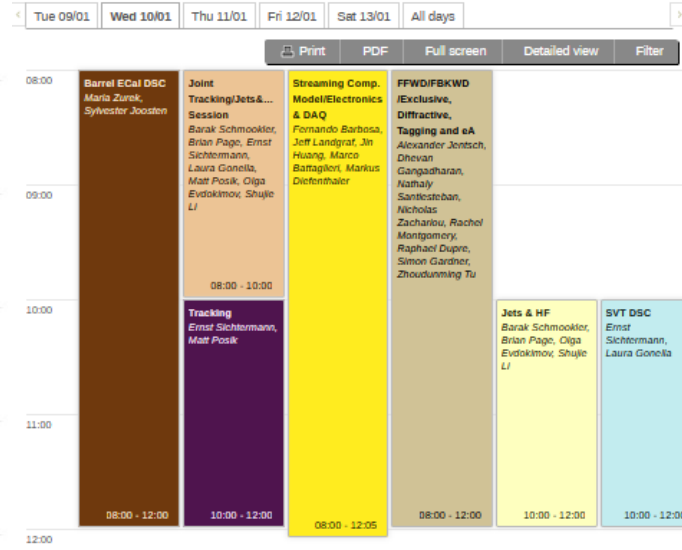 Tue 09/01
Wed 10/01
Thu 11/01
Fri 12/01
Sat 13/01
All days
Print
PDF
Full screen
Detailed view
Filter
08:00
09:00
10:00
11:00
12:00
Barrel ECal DSC
Maria Zurek,
Sylvester Joosten
08:00 - 12:00
Joint
Tracking/Jets&...
Session
Barak Schmookler,
Brian Page, Ernst
Sichtermann,
Laura Gonella,
Matt Posik, Olga
Evdokimov, Shujie
Li
08:00 - 10:00
Tracking
Ernst Sichtermann,
Matt Posik
10:00 - 12:00
Streaming Comp.
Model/Electronics
& DAQ
Fernando Barbosa,
Jeff Landgraf, Jin
Huang, Marco
Battaglieri, Markus
Diefenthaler
08:00 - 12:05
FFWD/FBKWD
/Exclusive,
Diffractive,
Tagging and eA
Alexander Jentsch,
Dhevan
Gangadharan,
Nathaly
Santiesteban,
Nicholas
Zachariou, Rachel
Montgomery,
Raphael Dupre,
Simon Gardner,
Zhoudunming Tu
08:00 - 12:00
Jets & HF
Barak Schmookler,
Brian Page, Olga
Evdokimov, Shujie
Li
10:00 - 12:00
SVT DSC
Ernst
Sichtermann,
Laura Gonella
10:00 - 12:00